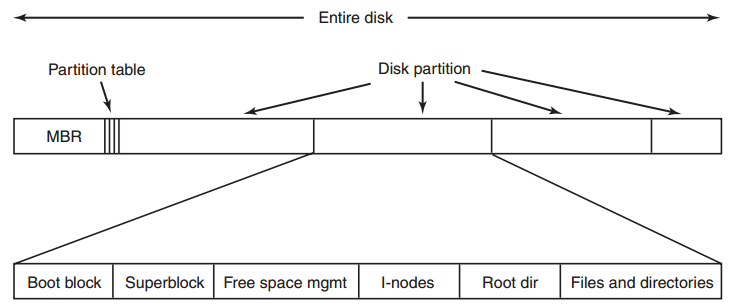 Entire disk
Partition table
Disk partition
MBR
Boot block
Superblock
Free space mgmt
I-nodes
Root dir
Files and directories